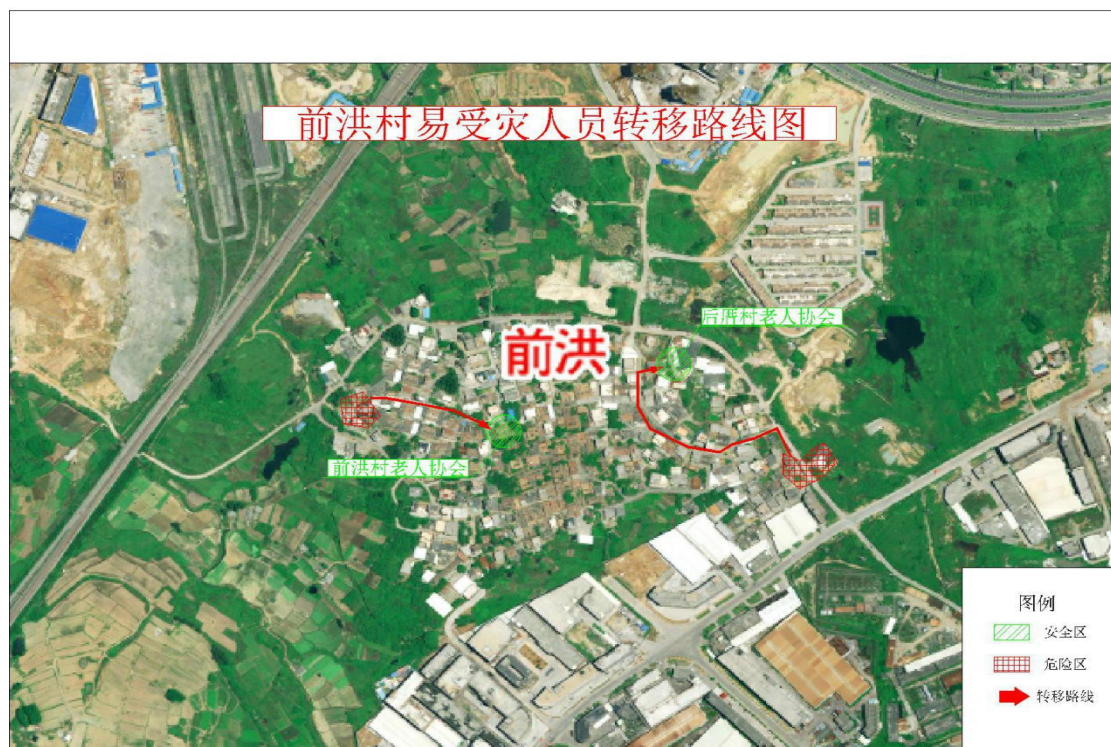 前洪村易受灾人员转移路线图
后厝村老人协会
前洪
前洪村老人协会
图例
安全区
危险区
转移路线